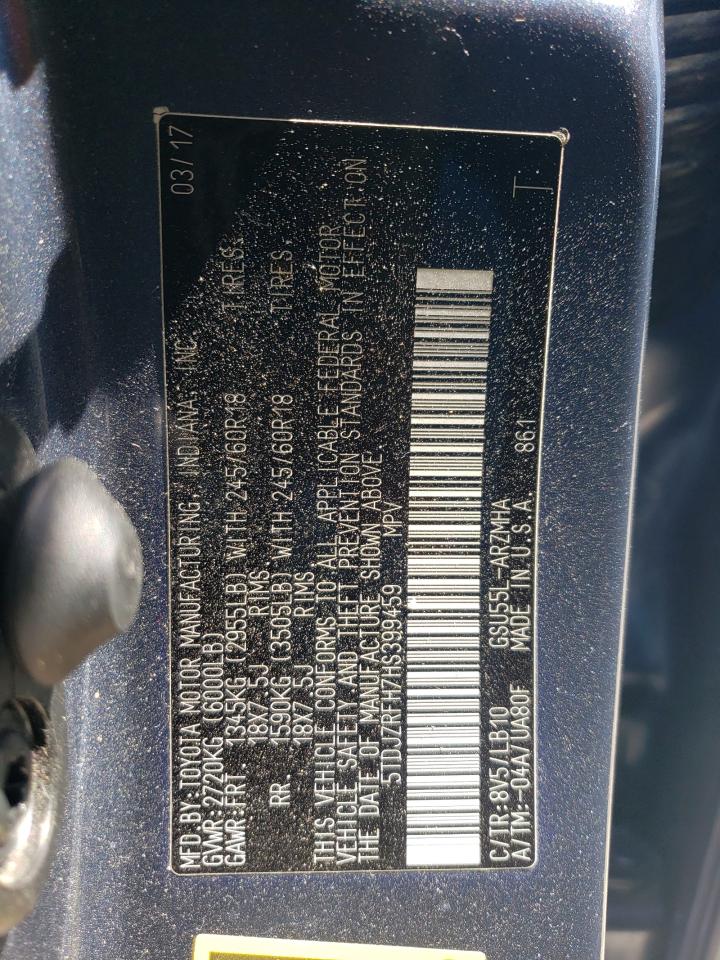 MFD. BY: TOYOTA MOTOR MANUFACTURING, INDIANA, INC. 03/17
GVWR: 2720KG (6000LB)
GAWR: FRT. 1345KG (2955LB) WITH 245/60R18 TIRES,
18X7.5J RIMS,
RR. 1590KG (3505LB) WITH 245/60R18 TIRES,
18X7.5J RIMS,
THIS VEHICLE CONFORMS TO ALL APPLICABLE FEDERAL MOTOR
VEHICLE SAFETY AND THEFT PREVENTION STANDARDS IN EFFECT ON
THE DATE OF MANUFACTURE SHOWN ABOVE.
MPV
C/TR:8V5/LB10 GSU55L-ARZMHA
A/TM:-04A/UA80F MADE IN U.S.A. 861